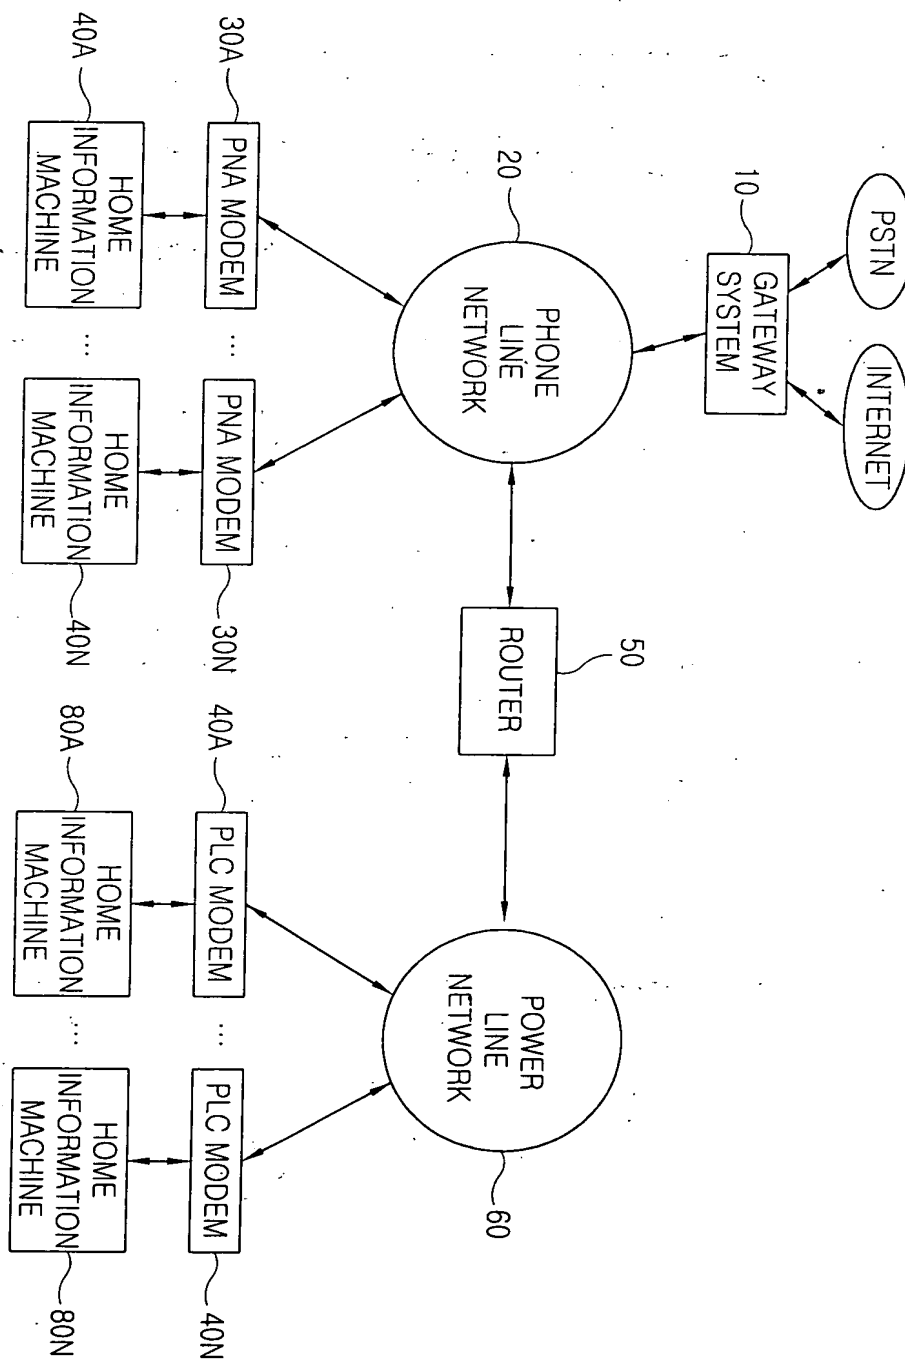 PSTN
INTERNET
10
GATEWAY
SYSTEM
20
PHONE
LINE
NETWORK
50
ROUTER
POWER
LINE
NETWORK
60
30A
PNA MODEM
...
PNA MODEM
30N
40A
PLC MODEM
...
PLC MODEM
40N
40A
HOME
INFORMATION
MACHINE
...
HOME
INFORMATION
MACHINE
40N
80A
HOME
INFORMATION
MACHINE
...
HOME
INFORMATION
MACHINE
80N